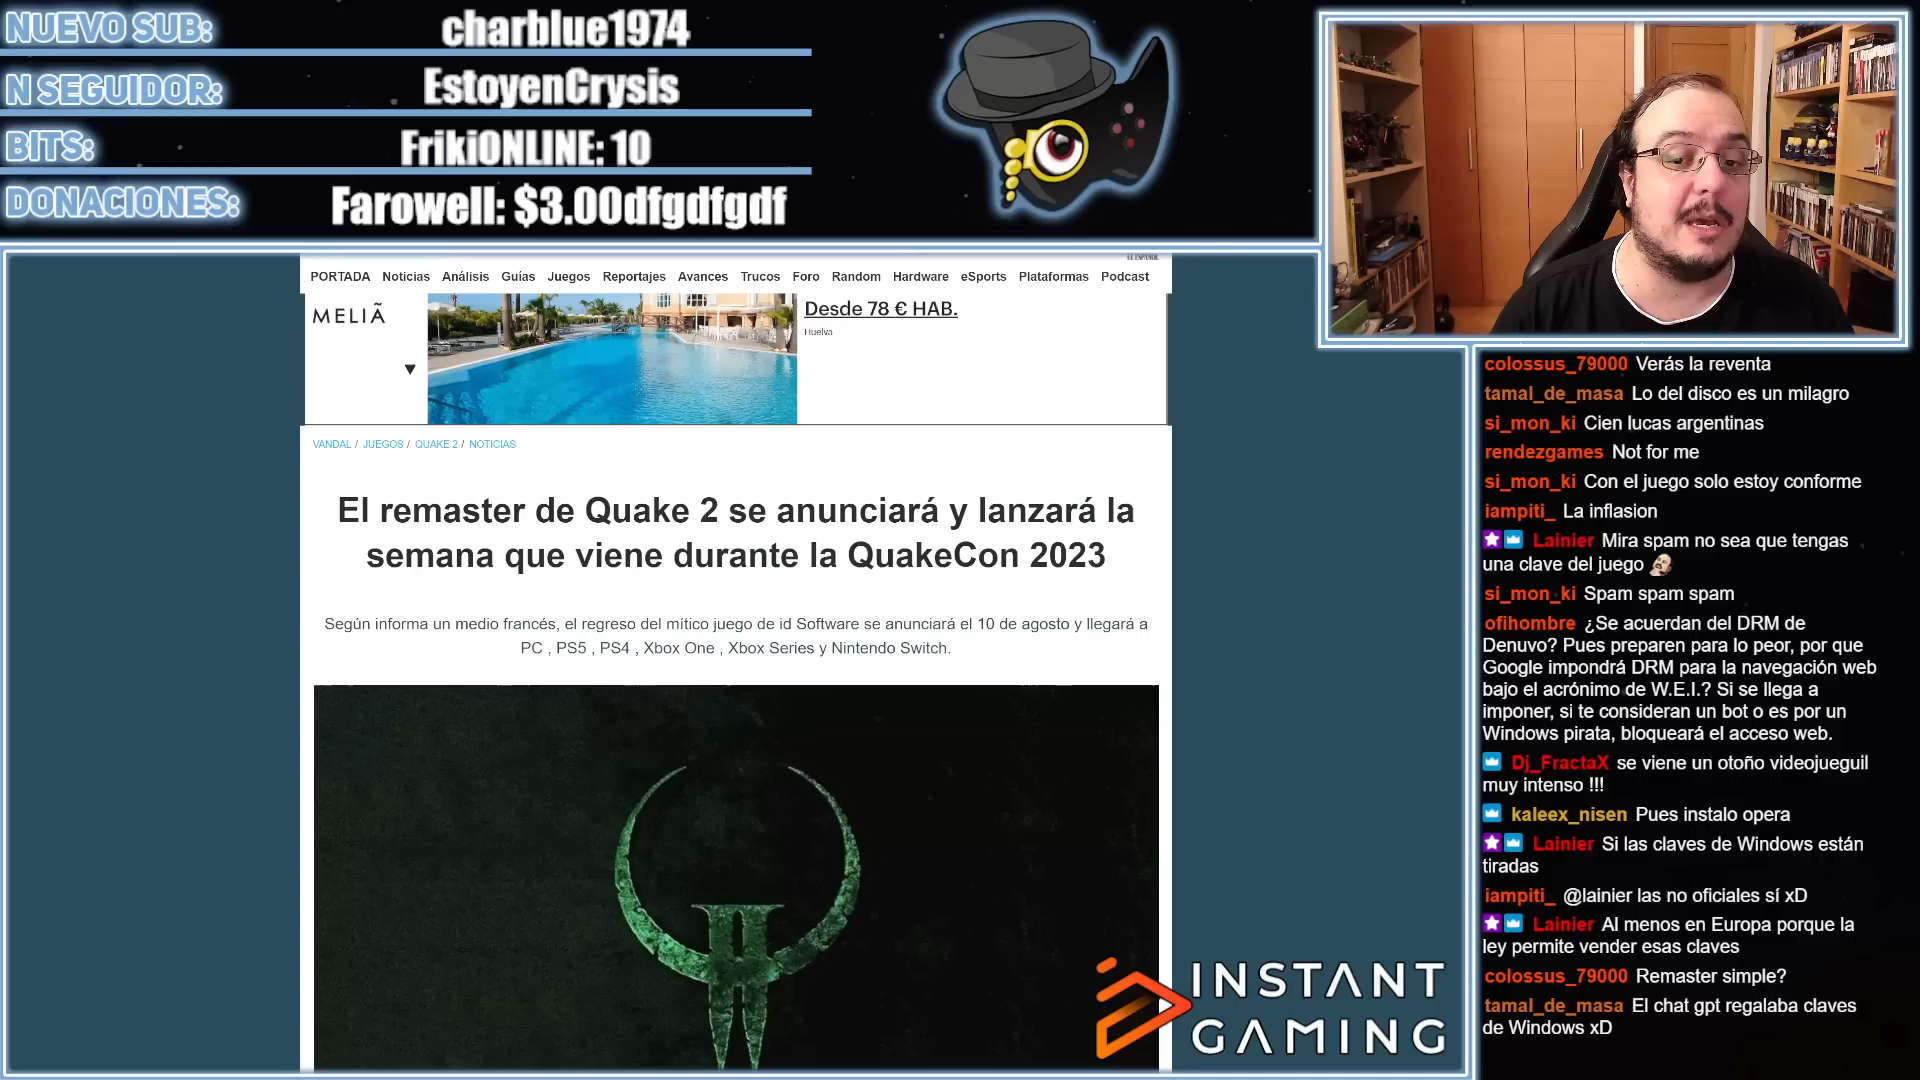 NUEVO SUB:
charblue1974
N SEGUIDOR:
EstoyenCrysis
BITS:
FrikiONLINE: 10
DONACIONES:
Farowell: $3.00dfgdfgdf
EL ESPAÑOL
PORTADA Noticias Análisis Guías Juegos Reportajes Avances Trucos Foro Random Hardware eSports Plataformas Podcast
MELIÃ
Desde 78 € HAB.
Huelva
VANDAL / JUEGOS / QUAKE 2 / NOTICIAS
El remaster de Quake 2 se anunciará y lanzará la
semana que viene durante la QuakeCon 2023
Según informa un medio francés, el regreso del mítico juego de id Software se anunciará el 10 de agosto y llegará a
PC , PS5 , PS4 , Xbox One , Xbox Series y Nintendo Switch.
INSTANT
GAMING
colossus_79000 Verás la reventa
tamal_de_masa Lo del disco es un milagro
si_mon_ki Cien lucas argentinas
rendezgames Not for me
si_mon_ki Con el juego solo estoy conforme
iampiti_ La inflasion
Lainier Mira spam no sea que tengas
una clave del juego
si_mon_ki Spam spam spam
ofihombre ¿Se acuerdan del DRM de
Denuvo? Pues preparen para lo peor, por que
Google impondrá DRM para la navegación web
bajo el acrónimo de W.E.I.? Si se llega a
imponer, si te consideran un bot o es por un
Windows pirata, bloqueará el acceso web.
Dj_FractaX se viene un otoño videojueguil
muy intenso !!!
kaleex_nisen Pues instalo opera
Lainier Si las claves de Windows están
tiradas
iampiti_ @lainier las no oficiales sí xD
Lainier Al menos en Europa porque la
ley permite vender esas claves
colossus_79000 Remaster simple?
tamal_de_masa El chat gpt regalaba claves
de Windows xD